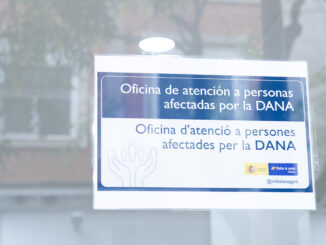 Oficina de atención a personas
afectadas por la DANA
Oficina d'atenció a persones
afectades per la DANA